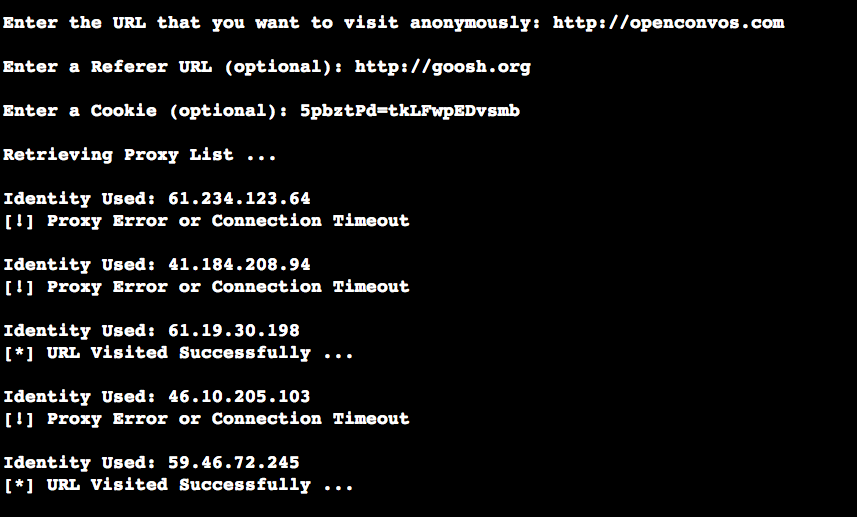 Enter the URL that you want to visit anonymously: http://openconvos.com
Enter a Referer URL (optional): http://goosh.org
Enter a Cookie (optional): 5pbztPd=tkLFwpEDvsmb
Retrieving Proxy List ...
Identity Used: 61.234.123.64
[!] Proxy Error or Connection Timeout
Identity Used: 41.184.208.94
[!] Proxy Error or Connection Timeout
Identity Used: 61.19.30.198
[*] URL Visited Successfully ...
Identity Used: 46.10.205.103
[!] Proxy Error or Connection Timeout
Identity Used: 59.46.72.245
[*] URL Visited Successfully ...